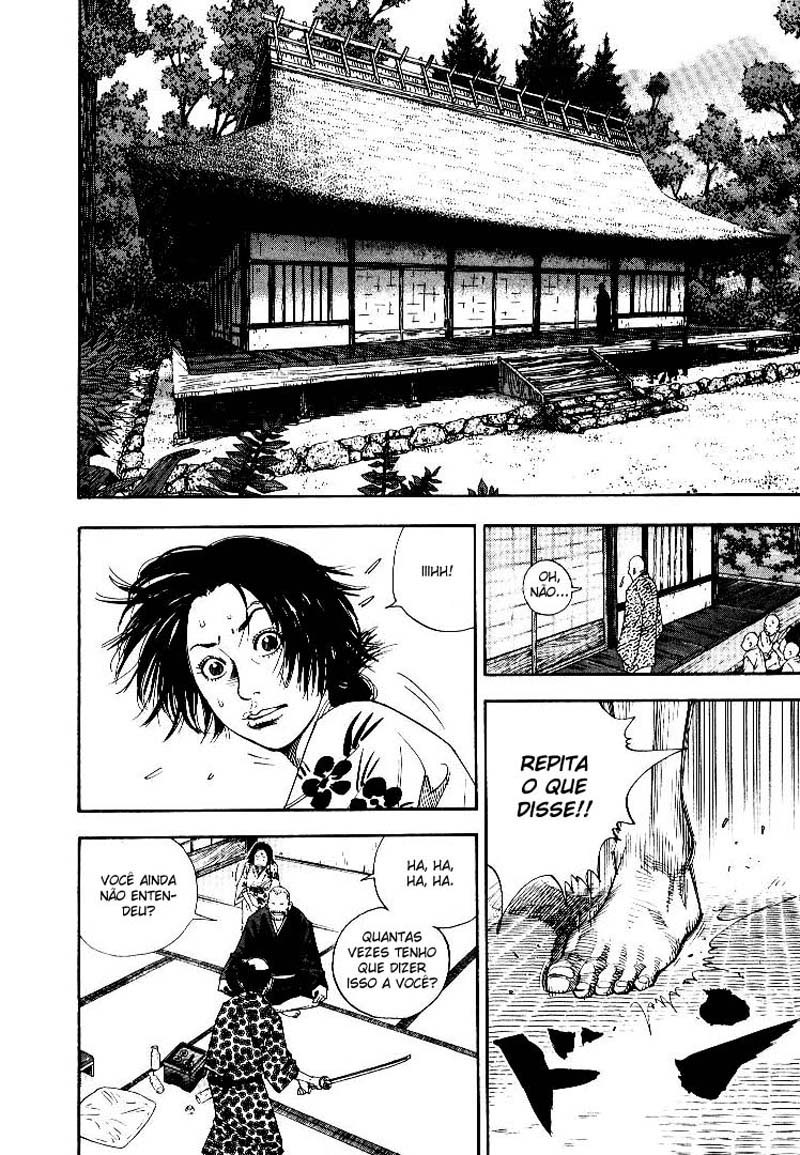 OH,
NÃO...
IIIHH!
REPITA
O QUE
DISSE!!
ド
HA, HA,
HA, HA.
QUANTAS
VEZES TENHO
QUE DIZER
ISSO A VOCÊ?
VOCÊ AINDA
NÃO ENTEN-
DEU?